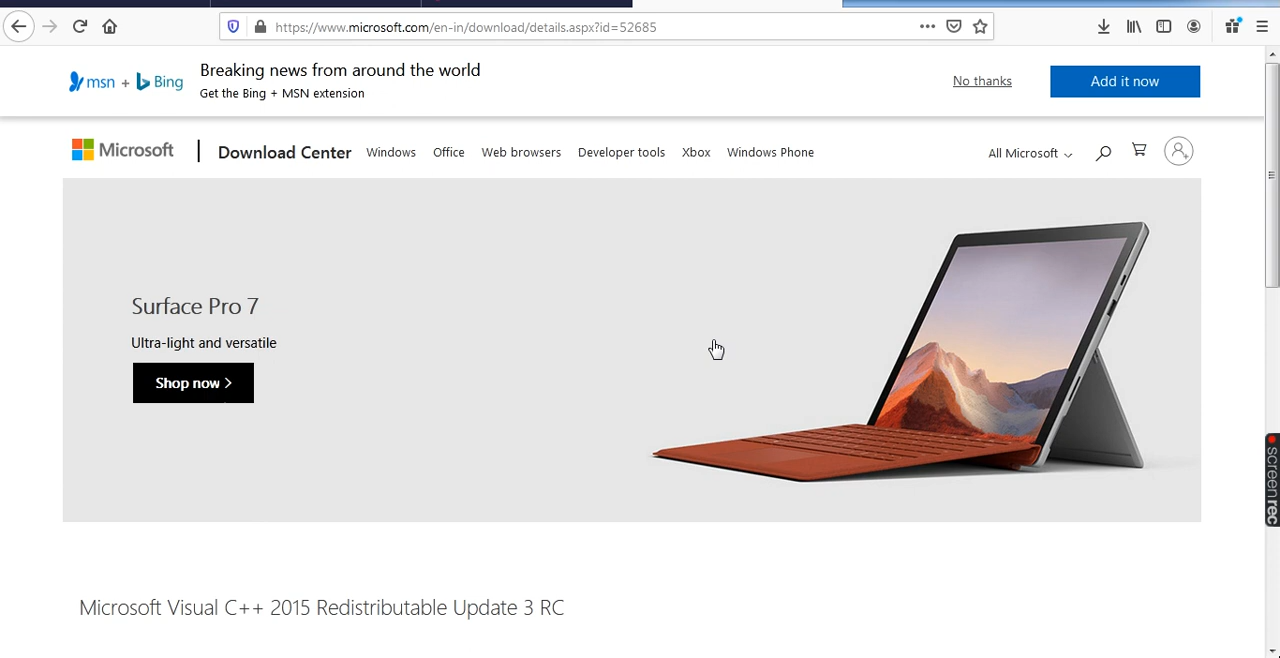 https://www.microsoft.com/en-in/download/details.aspx?id=52685
msn + Bing
Breaking news from around the world
Get the Bing + MSN extension
No thanks
Add it now
Microsoft
Download Center
Windows
Office
Web browsers
Developer tools
Xbox
Windows Phone
All Microsoft
Surface Pro 7
Ultra-light and versatile
Shop now >
screenrec
Microsoft Visual C++ 2015 Redistributable Update 3 RC